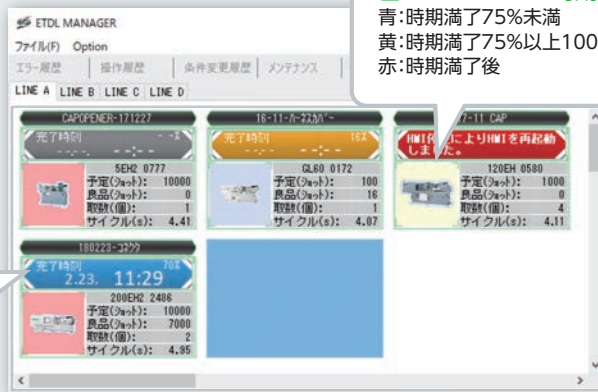 青:時期満了75%未満
黄:時期満了75%以上100
赤:時期満了後
ETDL MANAGER
ファイル(F) Option
エラー履歴 操作履歴 条件変更履歴 メンテナンス
LINE A LINE B LINE C LINE D
CAPOPENER-171227
完了時刻 --%
--.--. --:--
5EH2 0777
予定(ショット): 10000
良品(ショット): 0
取数(個): 1
サイクル(s): 4.41
16-11-ハーネスカバー
完了時刻 16%
--.--. --:--
GL60 0172
予定(ショット): 100
良品(ショット): 16
取数(個): 1
サイクル(s): 4.07
7-11 CAP
によりHMIを再起動
しました。
120EH 0580
予定(ショット): 1000
良品(ショット): 0
取数(個): 4
サイクル(s): 4.11
180223-コネクタ
完了時刻 70%
2.23. 11:29
200EH2 2486
予定(ショット): 10000
良品(ショット): 7000
取数(個): 2
サイクル(s): 4.95